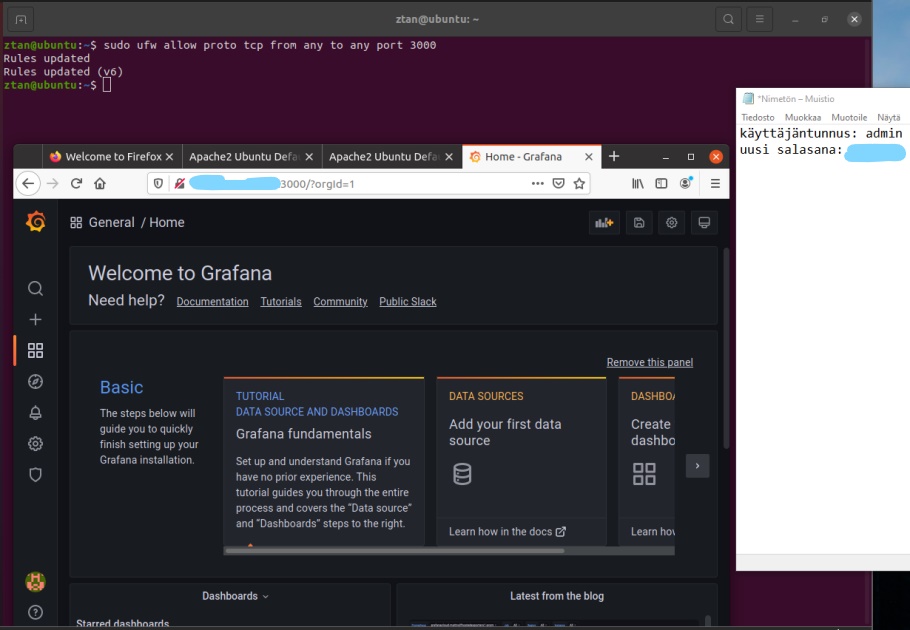 ztan@ubuntu: ~
ztan@ubuntu:~$ sudo ufw allow proto tcp from any to any port 3000
Rules updated
Rules updated (v6)
ztan@ubuntu:~$
*Nimetön – Muistio
Tiedosto Muokkaa Muotoile Näytä
käyttäjäntunnus: admin
uusi salasana:
Welcome to Firefox
Apache2 Ubuntu Defa
Apache2 Ubuntu Defa
Home - Grafana
3000/?orgId=1
General / Home
Welcome to Grafana
Need help? Documentation Tutorials Community Public Slack
Remove this panel
Basic
The steps below will
guide you to quickly
finish setting up your
Grafana installation.
TUTORIAL
DATA SOURCE AND DASHBOARDS
Grafana fundamentals
Set up and understand Grafana if you
have no prior experience. This
tutorial guides you through the entire
process and covers the "Data source"
and "Dashboards" steps to the right.
DATA SOURCES
Add your first data
source
Learn how in the docs
DASHBOA
Create
dashbo
Learn how
Dashboards
Starred dashboards
Latest from the blog